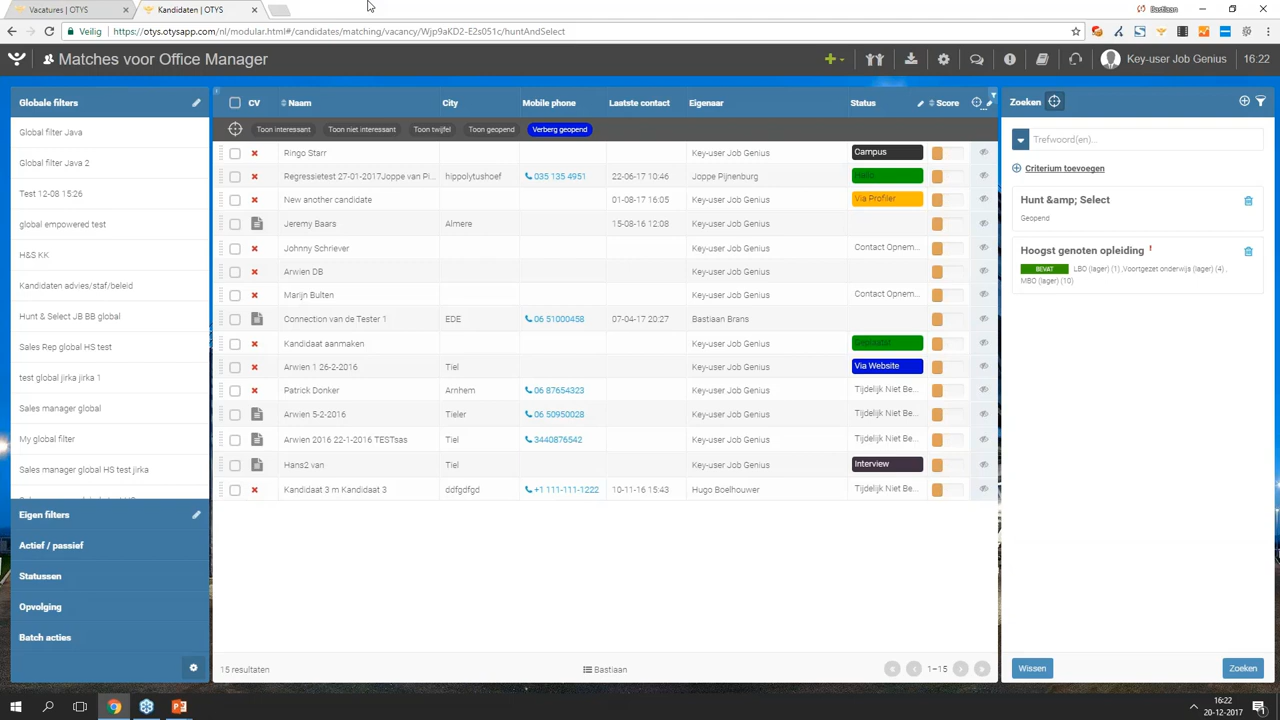 Vacatures | OTYS
Kandidaten | OTYS
Bastiaan
Veilig
https://otys.otysapp.com/nl/modular.html#/candidates/matching/vacancy/Wjp9aKD2-E2s051c/huntAndSelect
Matches voor Office Manager
Key-user Job Genius
16:22
Globale filters
Global filter Java
Global filter Java 2
Test 12-08 15:26
global empowered test
H&S KK
Kandidaten advies/staf/beleid
Hunt & Select JB BB global
Sales Rep global HS test
test global jirka jirka 1
Sales manager global
My global filter
Sales manager global HS test jirka
Eigen filters
Actief / passief
Statussen
Opvolging
Batch acties
CV Naam City Mobile phone Laatste contact Eigenaar Status Score
Toon interessant Toon niet interessant Toon twijfel Toon geopend Verberg geopend
Ringo Starr Key-user Job Genius Campus
Regressietest 27-01-2017Joppe van Pi... hippolytushoef 035 135 4951 22-06-17 10:46 Joppe Pijnenburg Hallo
New another candidate 01-08-17 16:05 Key-user Job Genius Via Profiler
Jeremy Baars Almere 15-08-16 12:08 Key-user Job Genius
Johnny Schriever Key-user Job Genius Contact Opnem...
Arwien DB Key-user Job Genius
Marijn Bulten Key-user Job Genius Contact Opnem...
Connection van de Tester 1 EDE 06 51000458 07-04-17 20:27 Bastiaan Brans
Kandidaat aanmaken Key-user Job Genius Geplaatst
Arwien 1 26-2-2016 Tiel Key-user Job Genius Via Website
Patrick Donker Arnhem 06 87654323 Key-user Job Genius Tijdelijk Niet Be...
Arwien 5-2-2016 Tieler 06 50950028 Key-user Job Genius Tijdelijk Niet Be...
Arwien 2016 22-1-2016 TESTsas Tiel 3440876542 Key-user Job Genius Tijdelijk Niet Be...
Hans2 van Tiel Key-user Job Genius Interview
Kandidaat 3 m Kandidaat 3 ddfgdfgd +1 111-111-1222 10-11-16 15:43 Hugo Boelhouwer Tijdelijk Niet Be...
15 resultaten
Bastiaan
1–15
Zoeken
Trefwoord(en)...
Criterium toevoegen
Hunt &amp; Select
Geopend
Hoogst genoten opleiding !
BEVAT LBO (lager) (1) ,Voortgezet onderwijs (lager) (4) ,
MBO (lager) (10)
Wissen
Zoeken
16:22
20-12-2017
1